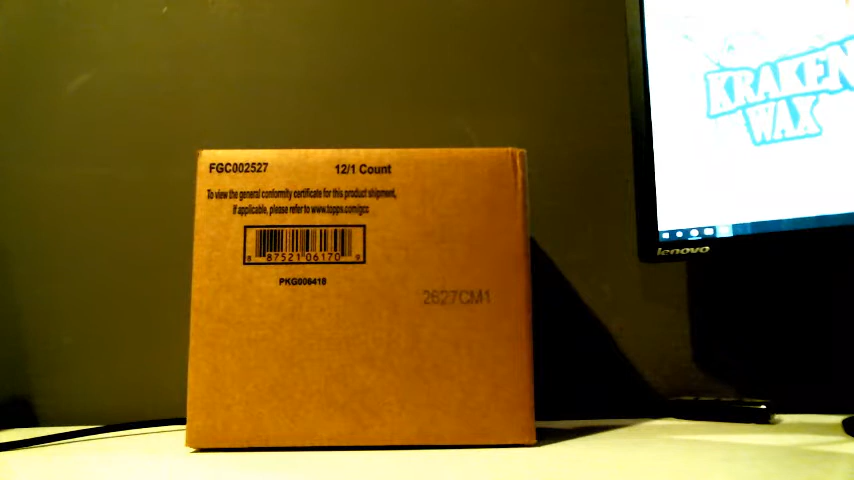 FGC002527 12/1 Count
To view the general conformity certificate for this product shipment,
if applicable, please refer to www.topps.com/gcc
8 87521 06170 9
PKG008418
2627CM1
KRAKEN
WAX
lenovo